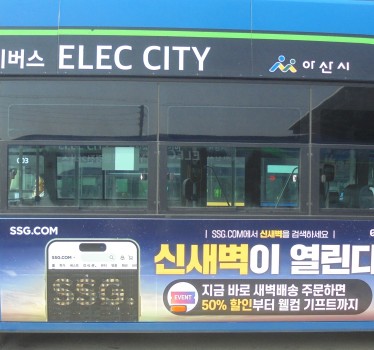 버스 ELEC CITY
아산시
003
SSG.COM
| SSG.COM에서 신새벽을 검색하세요 |
SSG.COM
신새벽이 열린다
SSG.
EVENT
지금 바로 새벽배송 주문하면
50% 할인부터 웰컴 기프트까지